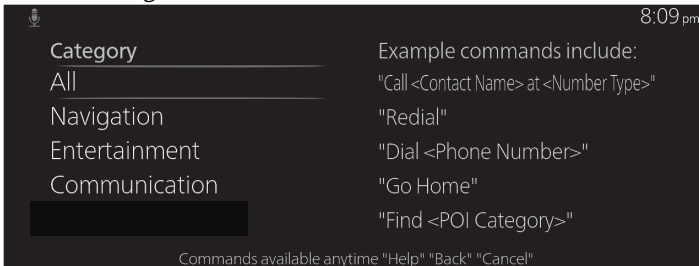 8:09 pm
Category
All
Navigation
Entertainment
Communication
Example commands include:
"Call <Contact Name> at <Number Type>"
"Redial"
"Dial <Phone Number>"
"Go Home"
"Find <POI Category>"
Commands available anytime "Help" "Back" "Cancel"